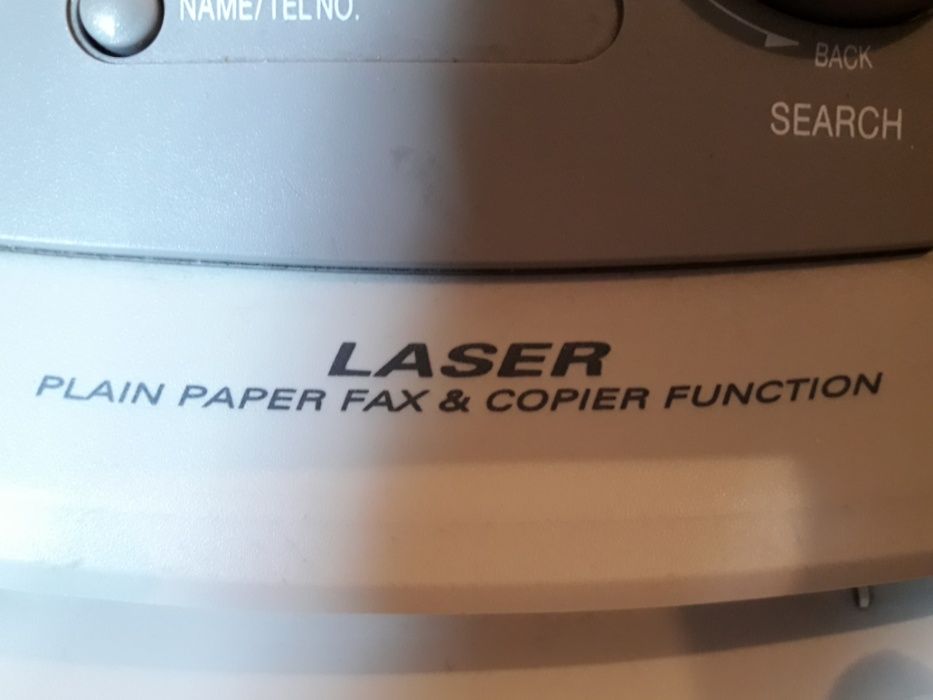 NAME/TEL NO.
BACK
SEARCH
LASER
PLAIN PAPER FAX & COPIER FUNCTION